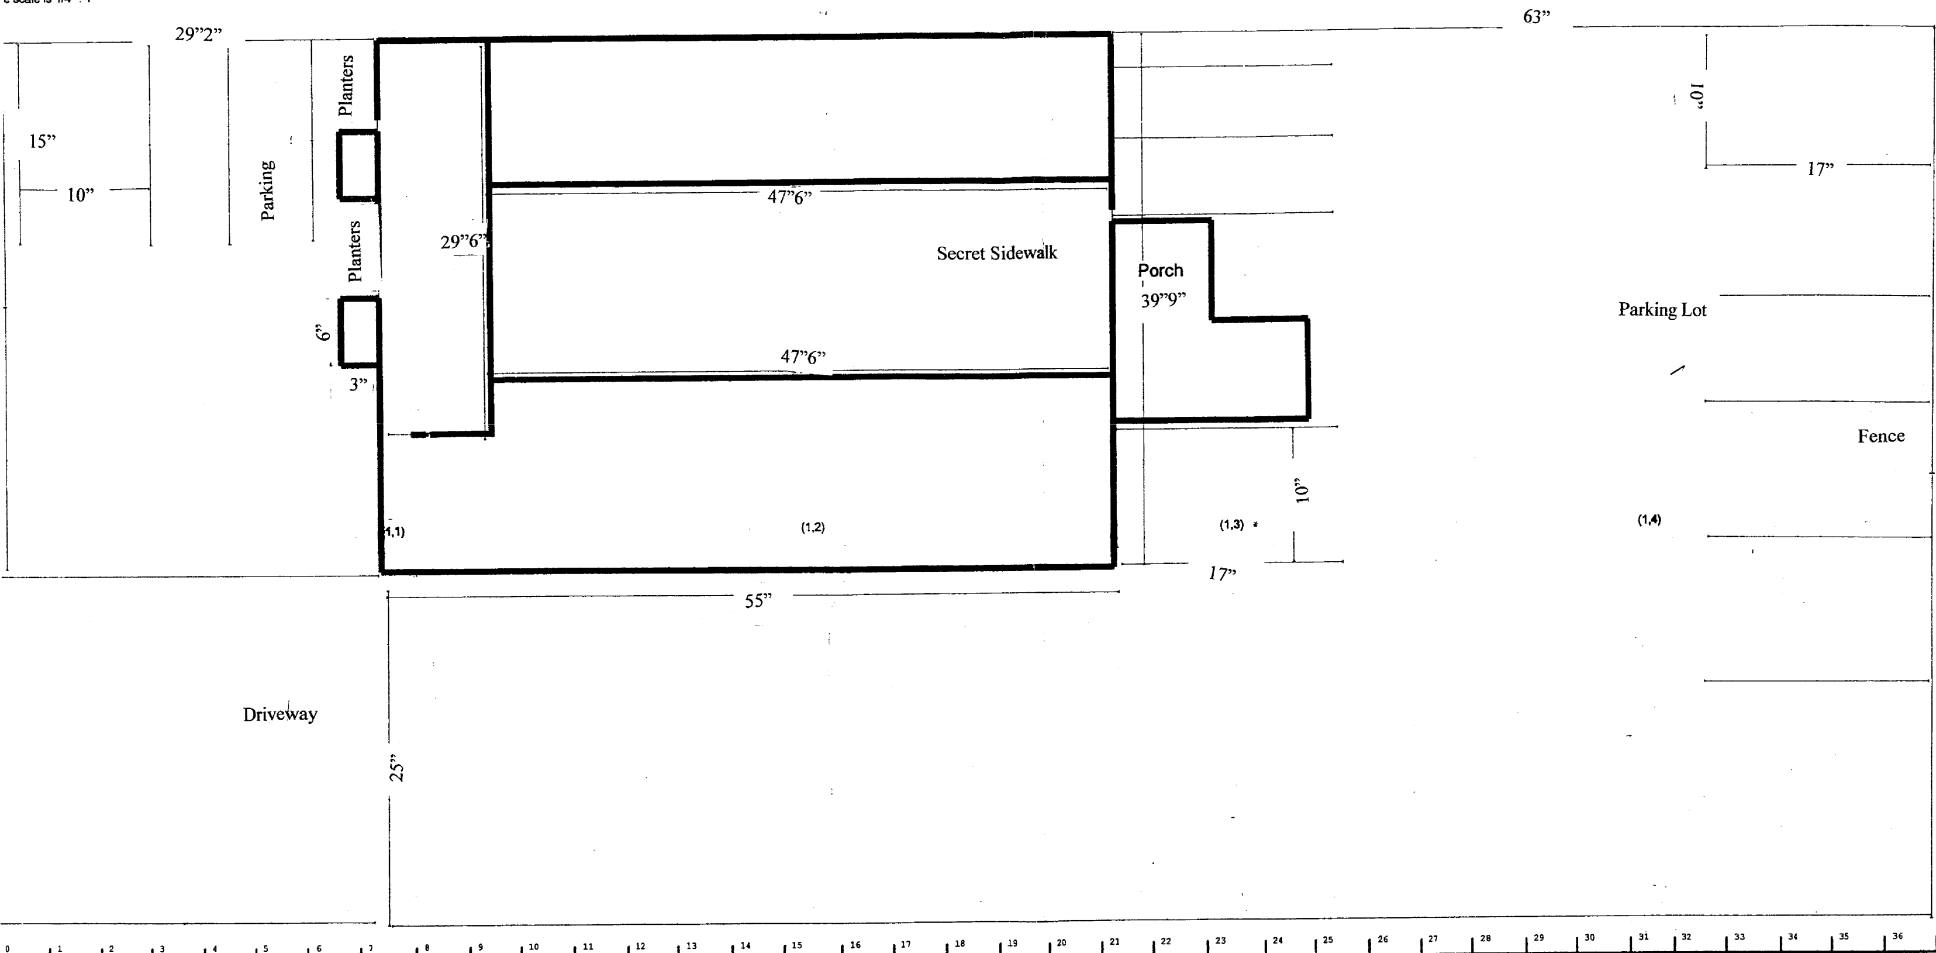 63”
29”2”
Planters
10”
15”
17”
Parking
10”
47”6”
Planters
29”6”
Secret Sidewalk
Porch
39”9”
Parking Lot
6”
47”6”
3”
Fence
10”
(1,2)
(1,3)
(1,4)
17”
55”
Driveway
25”
0 1 2 3 4 5 6 7 8 9 10 11 12 13 14 15 16 17 18 19 20 21 22 23 24 25 26 27 28 29 30 31 32 33 34 35 36